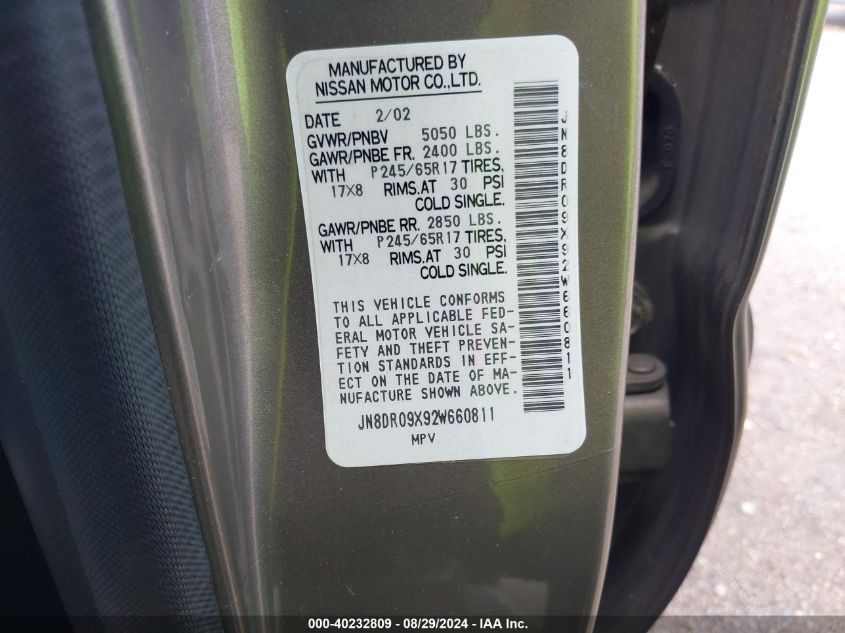 MANUFACTURED BY
NISSAN MOTOR CO.,LTD.
DATE 2/02
GVWR/PNBV 5050 LBS.
GAWR/PNBE FR. 2400 LBS.
WITH P245/65R17 TIRES,
17X8 RIMS.AT 30 PSI
COLD SINGLE.
GAWR/PNBE RR. 2850 LBS.
WITH P245/65R17 TIRES,
17X8 RIMS.AT 30 PSI
COLD SINGLE.
THIS VEHICLE CONFORMS
TO ALL APPLICABLE FED-
ERAL MOTOR VEHICLE SA-
FETY AND THEFT PREVEN-
TION STANDARDS IN EFF-
ECT ON THE DATE OF MA-
NUFACTURE SHOWN ABOVE.
JN8DR09X92W660811
MPV
JN8DR09X92W660811
000-40232809 - 08/29/2024 - IAA Inc.